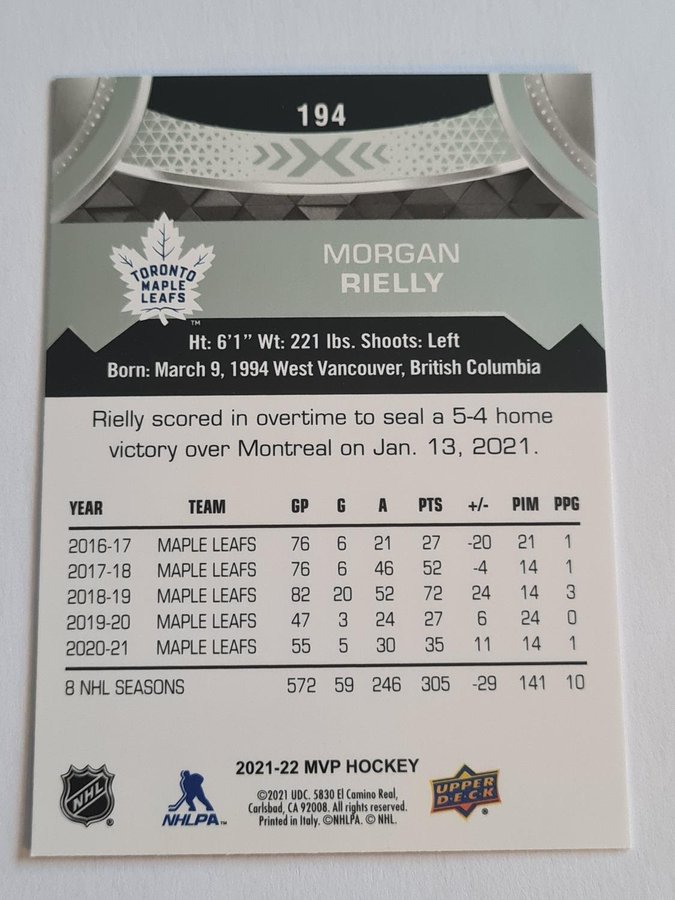 194
TORONTO
MAPLE
LEAFS
™
MORGAN
RIELLY
Ht: 6'1" Wt: 221 lbs. Shoots: Left
Born: March 9, 1994 West Vancouver, British Columbia
Rielly scored in overtime to seal a 5-4 home
victory over Montreal on Jan. 13, 2021.
YEAR TEAM GP G A PTS +/- PIM PPG
2016-17 MAPLE LEAFS 76 6 21 27 -20 21 1
2017-18 MAPLE LEAFS 76 6 46 52 -4 14 1
2018-19 MAPLE LEAFS 82 20 52 72 24 14 3
2019-20 MAPLE LEAFS 47 3 24 27 6 24 0
2020-21 MAPLE LEAFS 55 5 30 35 11 14 1
8 NHL SEASONS 572 59 246 305 -29 141 10
2021-22 MVP HOCKEY
NHL ®
NHLPA™
©2021 UDC. 5830 El Camino Real,
Carlsbad, CA 92008. All rights reserved.
Printed in Italy. ©NHLPA. © NHL.
UPPER
D·E·C·K
®